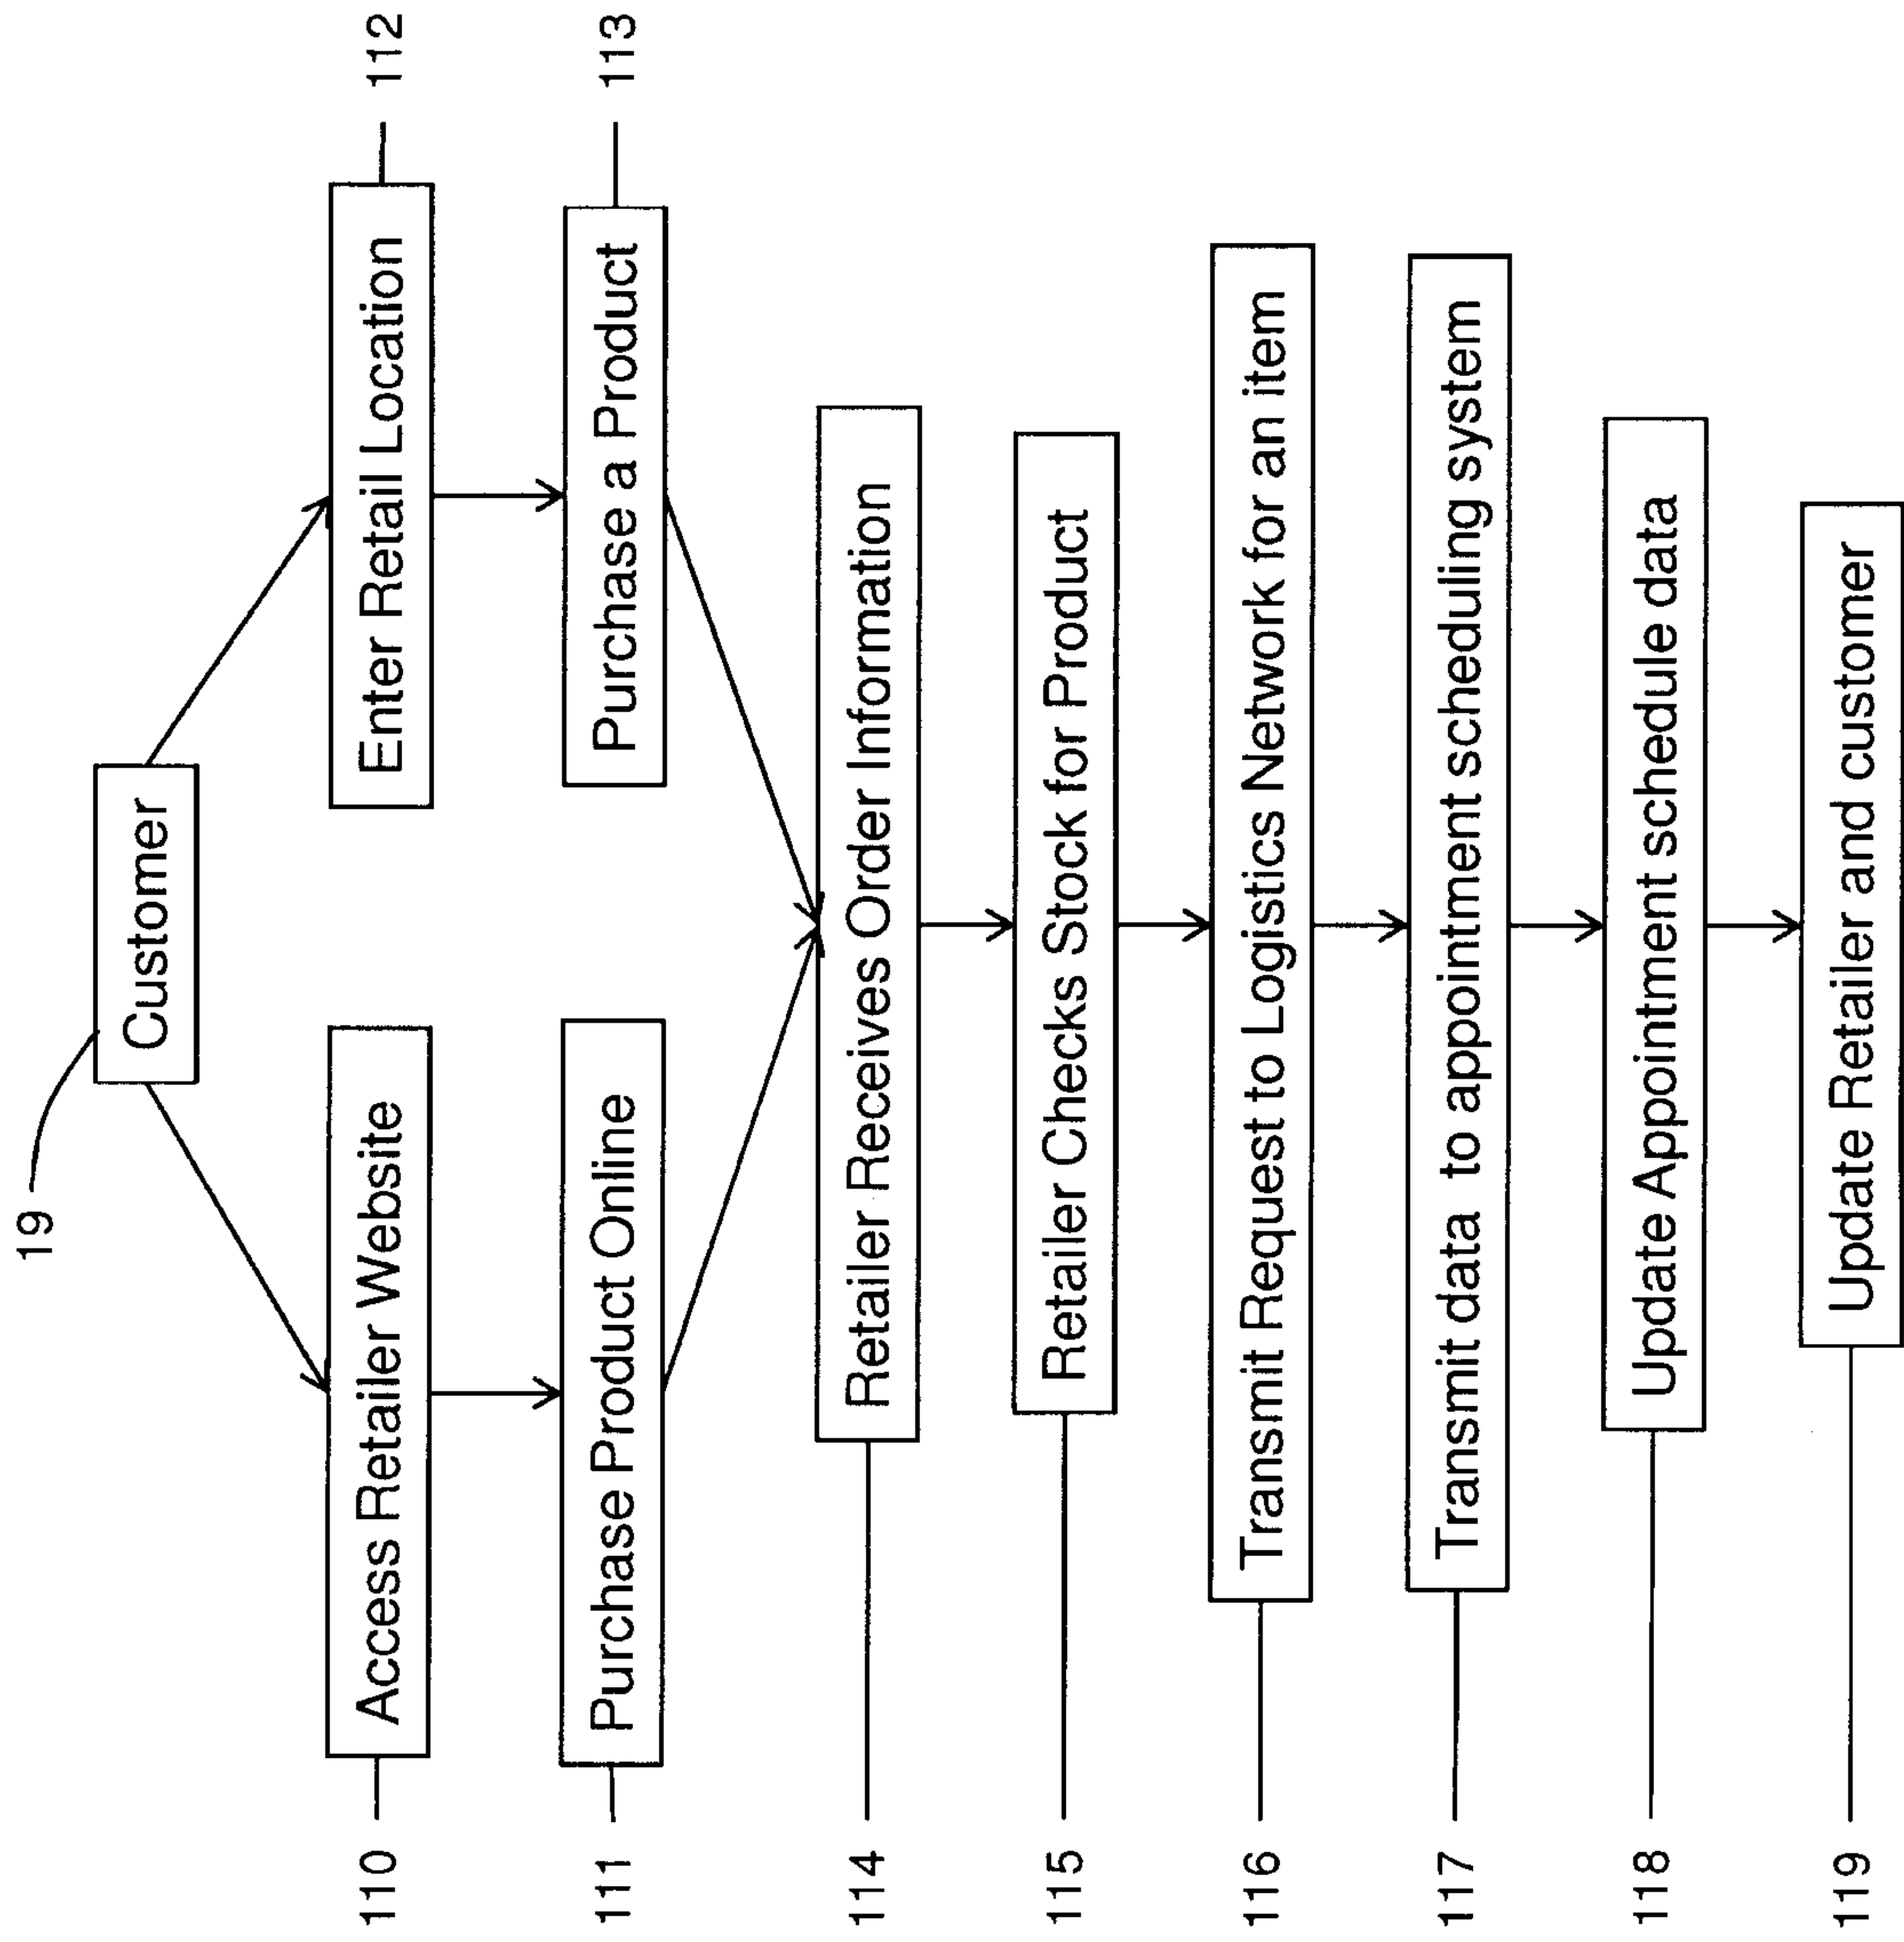 19
Customer
110
Access Retailer Website
Enter Retail Location
112
111
Purchase Product Online
Purchase a Product
113
114
Retailer Receives Order Information
115
Retailer Checks Stock for Product
116
Transmit Request to Logistics Network for an item
117
Transmit data to appointment scheduling system
118
Update Appointment schedule data
119
Update Retailer and customer